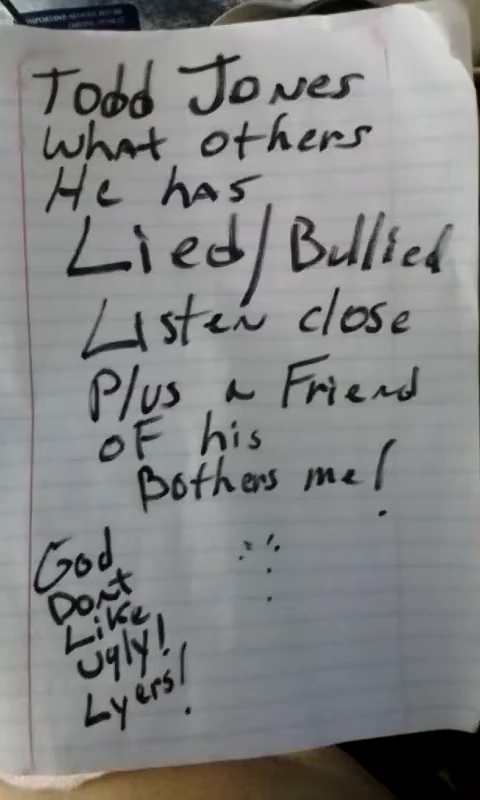 Todd Jones
What others
He has
Lied/Bullied
Listen close
Plus a Friend
OF his
Bothers me!
God
Dont
Like
Ugly!
Lyers!